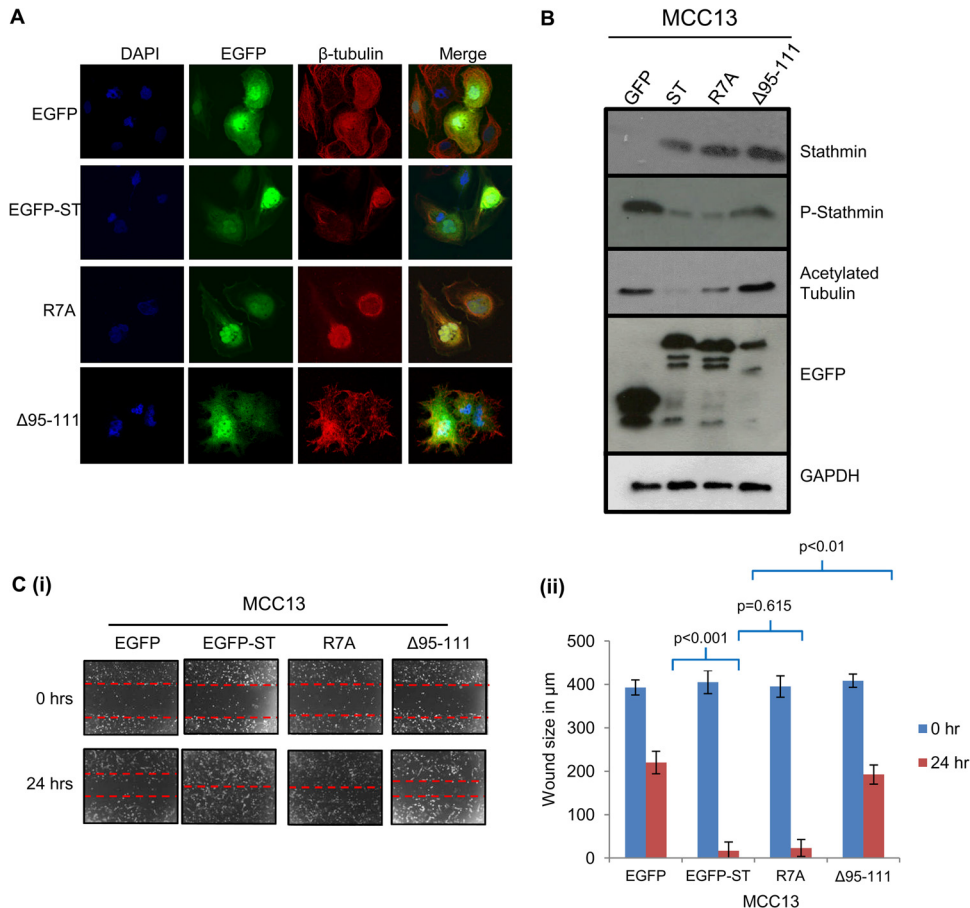 A
DAPI EGFP β-tubulin Merge
EGFP
EGFP-ST
R7A
Δ95-111
B
MCC13
GFP ST R7A Δ95-111
Stathmin
P-Stathmin
Acetylated
Tubulin
EGFP
GAPDH
C (i)
MCC13
EGFP EGFP-ST R7A Δ95-111
0 hrs
24 hrs
(ii)
p<0.01
p=0.615
p<0.001
Wound size in μm
500
400
300
200
100
0
EGFP EGFP-ST R7A Δ95-111
MCC13
0 hr
24 hr